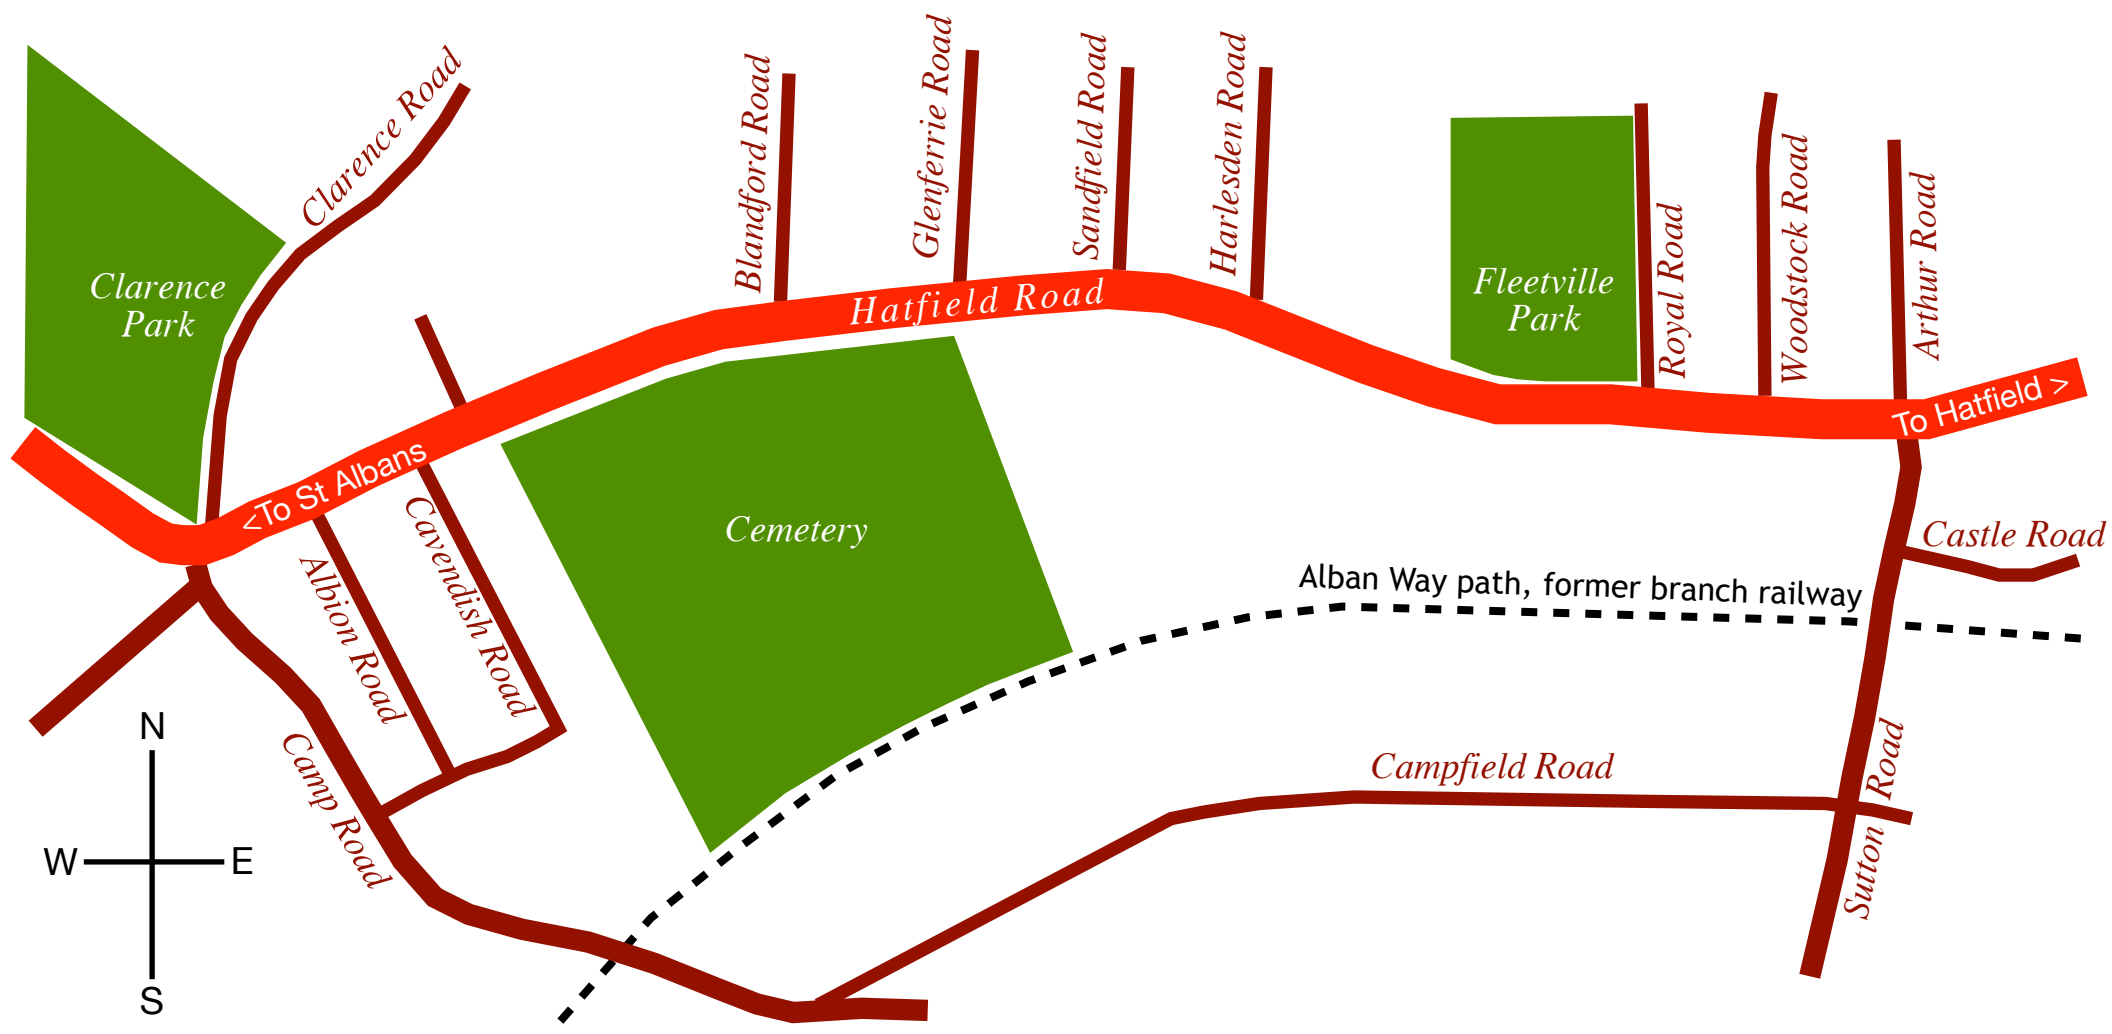 Clarence Road
Blandford Road
Glenferrie Road
Sandfield Road
Harlesden Road
Clarence
Park
Hatfield Road
Fleetville
Park
Royal Road
Woodstock Road
Arthur Road
To Hatfield >
<To St Albans
Albion Road
Cavendish Road
Cemetery
Castle Road
Alban Way path, former branch railway
Camp Road
Campfield Road
Sutton Road
N
W
E
S